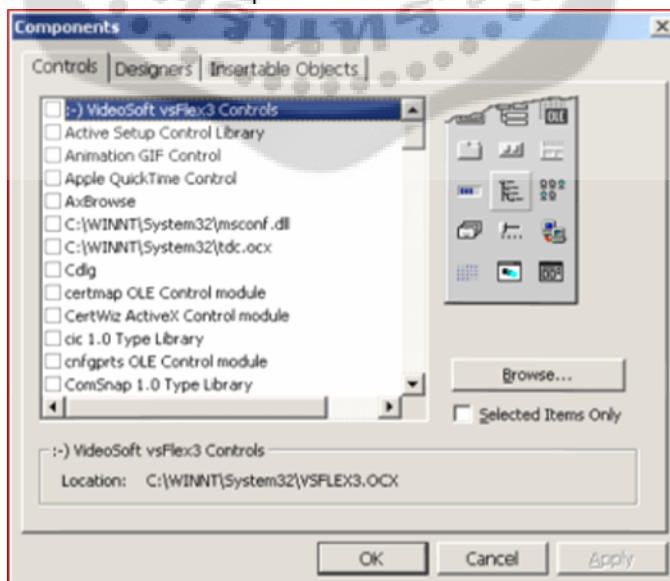 Components
Controls
Designers
Insertable Objects
:-) VideoSoft vsFlex3 Controls
Active Setup Control Library
Animation GIF Control
Apple QuickTime Control
AxBrowse
C:\WINNT\System32\msconf.dll
C:\WINNT\System32\tdc.ocx
Cdlg
certmap OLE Control module
CertWiz ActiveX Control module
cic 1.0 Type Library
cnfgprts OLE Control module
ComSnap 1.0 Type Library
OLE
Browse...
Selected Items Only
:-) VideoSoft vsFlex3 Controls
Location: C:\WINNT\System32\VSFLEX3.OCX
OK
Cancel
Apply